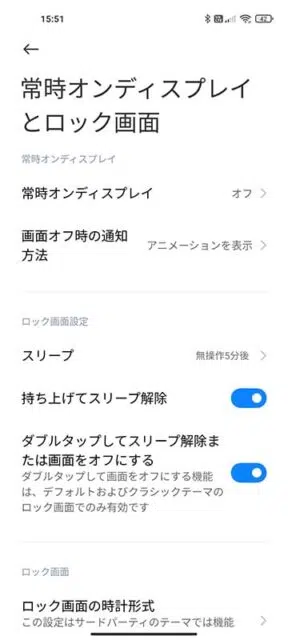 15:51
42
常時オンディスプレイ
とロック画面
常時オンディスプレイ
常時オンディスプレイ
オフ
画面オフ時の通知
方法
アニメーションを表示
ロック画面設定
スリープ
無操作5分後
持ち上げてスリープ解除
ダブルタップしてスリープ解除ま
たは画面をオフにする
ダブルタップして画面をオフにする機能
は、デフォルトおよびクラシックテーマの
ロック画面でのみ有効です
ロック画面
ロック画面の時計形式
この設定はサードパーティのテーマでは機能